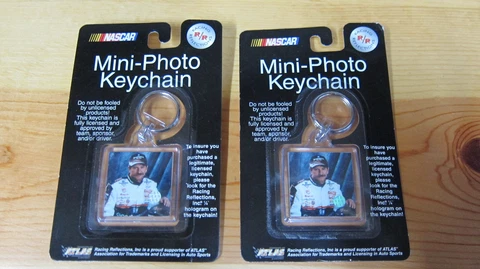 NASCAR
Mini-Photo
Keychain
Do not be fooled
by unlicensed
products!
This keychain is
fully licensed and
approved by
team, sponsor,
and/or driver.
To insure you
have
purchased a
legitimate,
licensed
keychain,
please
look for the
Racing
Reflections,
Inc! ¼"
hologram on
the keychain!
ATLAS
Racing Reflections, Inc is a proud supporter of ATLAS'
Association for Trademarks and Licensing in Auto Sports
NASCAR
Mini-Photo
Keychain
Do not be fooled
by unlicensed
products!
This keychain is
fully licensed and
approved by
team, sponsor,
and/or driver.
To insure you
have
purchased a
legitimate,
licensed
keychain,
please
look for the
Racing
Reflections,
Inc! ¼"
hologram on
the keychain!
ATLAS
Racing Reflections, Inc is a proud supporter of ATLAS'
Association for Trademarks and Licensing in Auto Sports